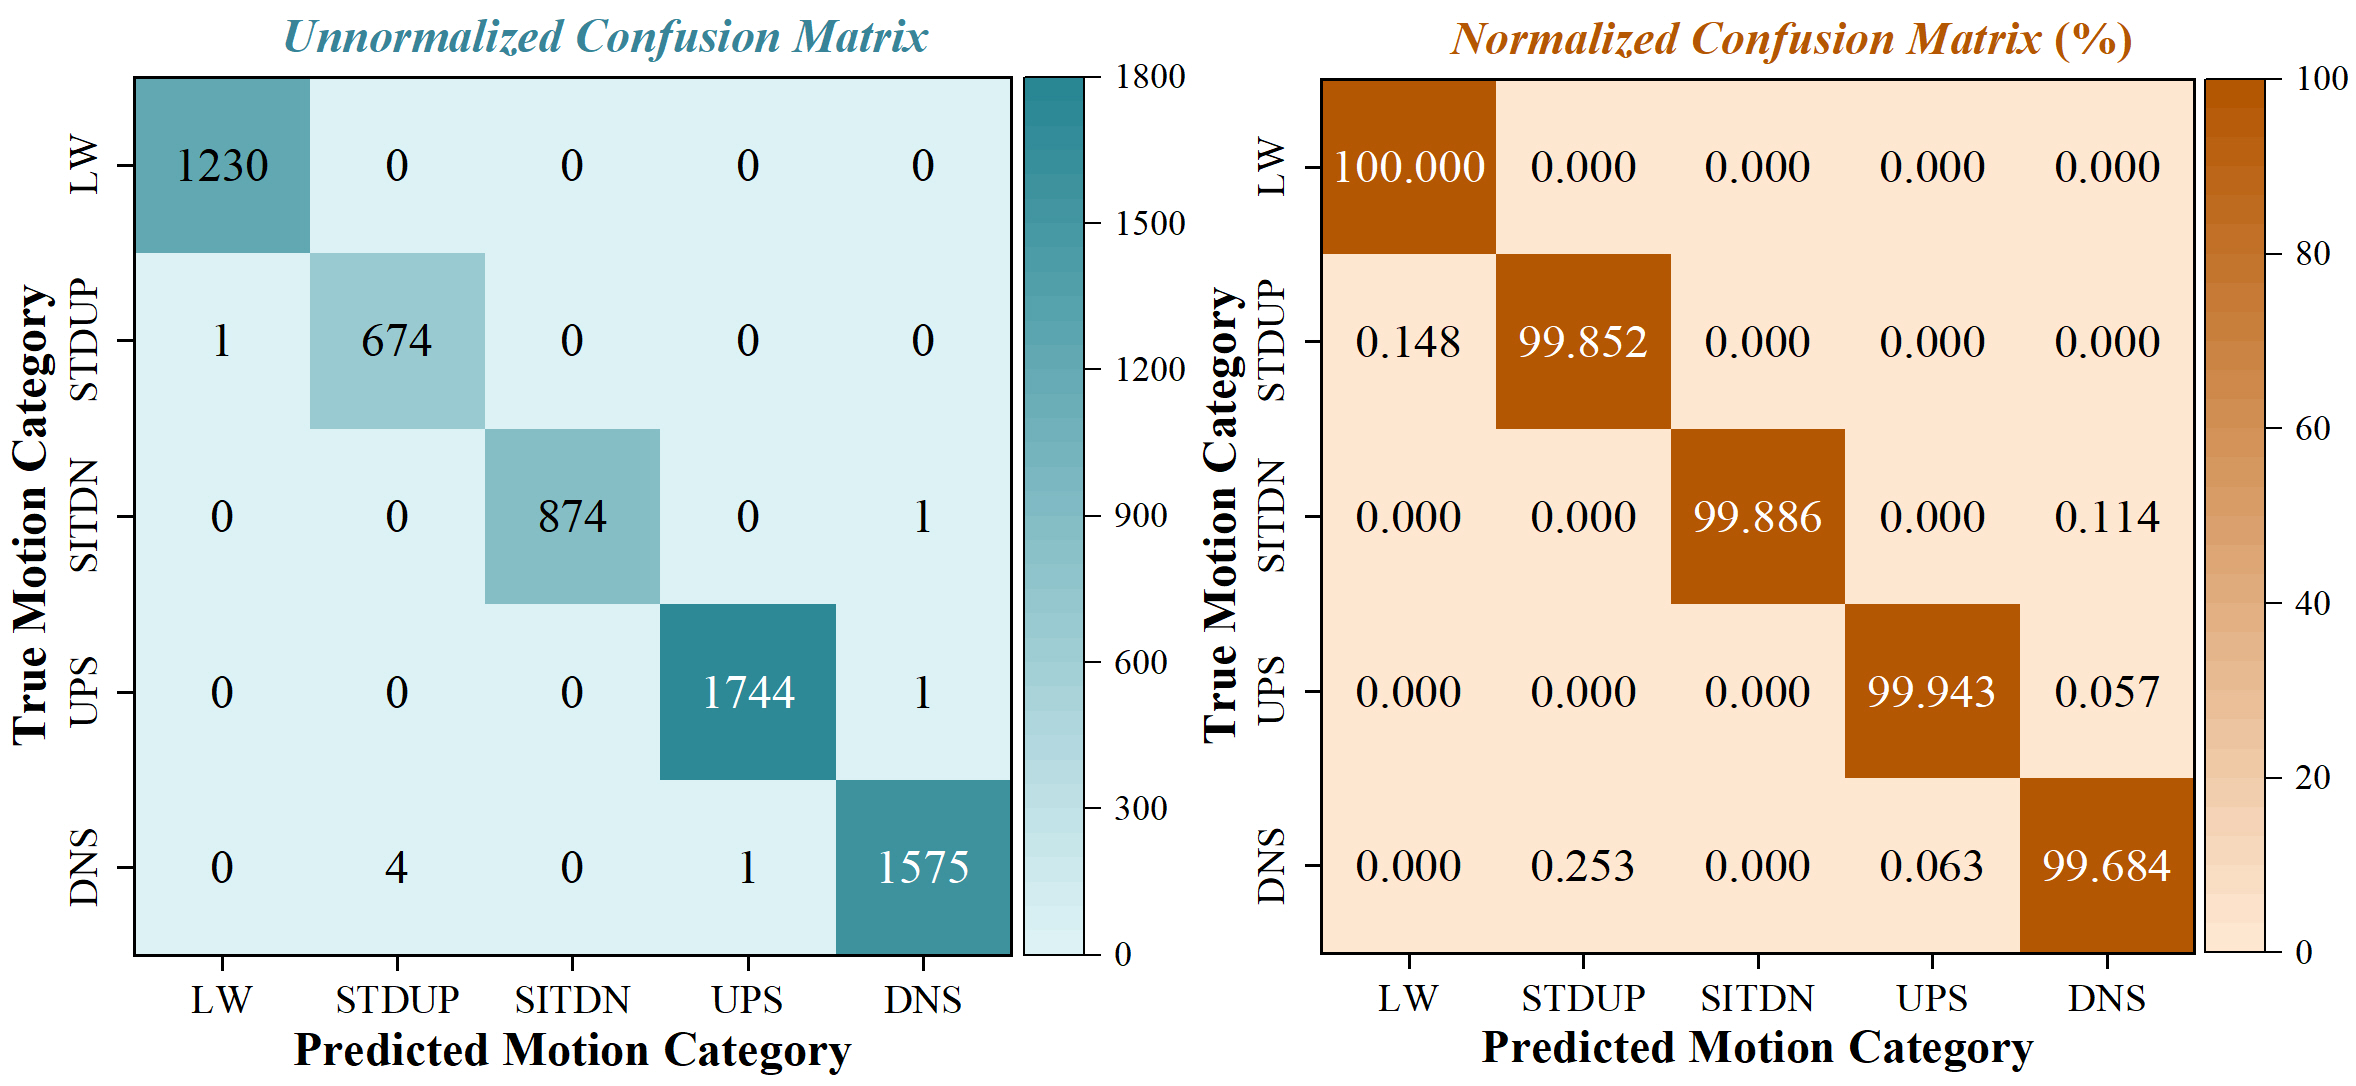 Unnormalized Confusion Matrix
True Motion Category
LW 1230 0 0 0 0
STDUP 1 674 0 0 0
SITDN 0 0 874 0 1
UPS 0 0 0 1744 1
DNS 0 4 0 1 1575
LW STDUP SITDN UPS DNS
Predicted Motion Category
1800
1500
1200
900
600
300
0
Normalized Confusion Matrix (%)
True Motion Category
LW 100.000 0.000 0.000 0.000 0.000
STDUP 0.148 99.852 0.000 0.000 0.000
SITDN 0.000 0.000 99.886 0.000 0.114
UPS 0.000 0.000 0.000 99.943 0.057
DNS 0.000 0.253 0.000 0.063 99.684
LW STDUP SITDN UPS DNS
Predicted Motion Category
100
80
60
40
20
0